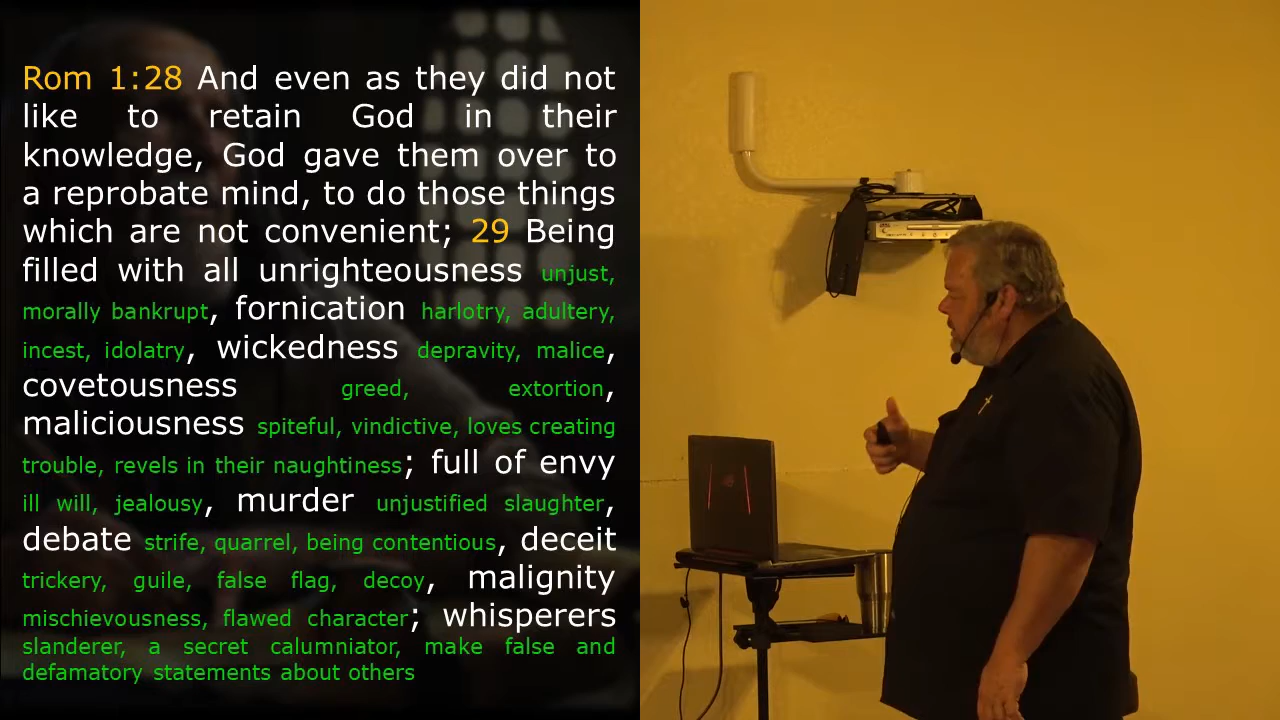 Rom 1:28 And even as they did not
like to retain God in their
knowledge, God gave them over to
a reprobate mind, to do those things
which are not convenient; 29 Being
filled with all unrighteousness unjust,
morally bankrupt, fornication harlotry, adultery,
incest, idolatry, wickedness depravity, malice,
covetousness greed, extortion,
maliciousness spiteful, vindictive, loves creating
trouble, revels in their naughtiness; full of envy
ill will, jealousy, murder unjustified slaughter,
debate strife, quarrel, being contentious, deceit
trickery, guile, false flag, decoy, malignity
mischievousness, flawed character; whisperers
slanderer, a secret calumniator, make false and
defamatory statements about others